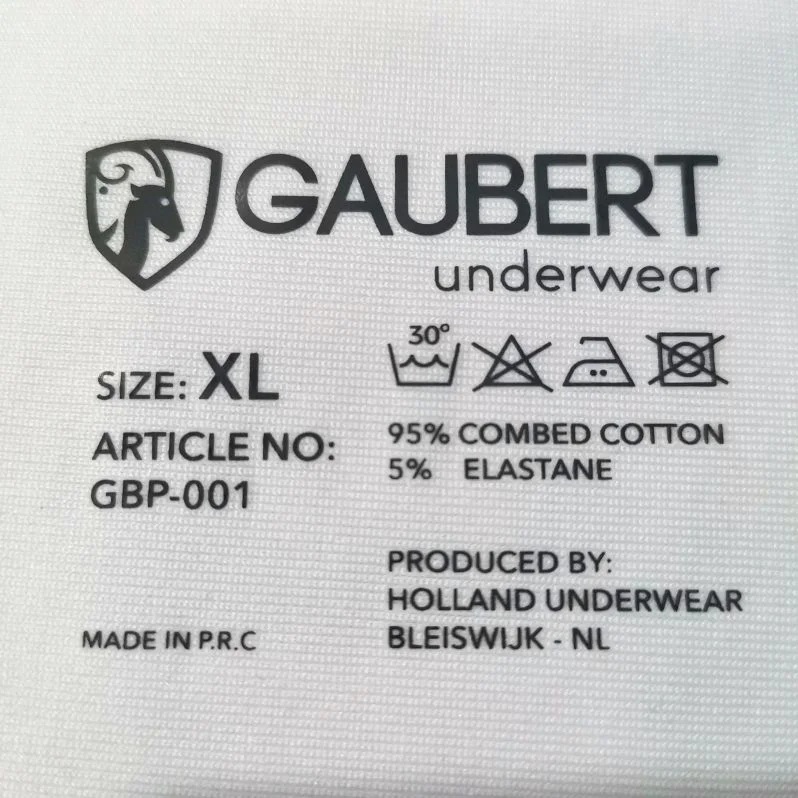 GAUBERT
underwear
SIZE: XL
ARTICLE NO:
GBP-001
MADE IN P.R.C
30°
95% COMBED COTTON
5% ELASTANE
PRODUCED BY:
HOLLAND UNDERWEAR
BLEISWIJK - NL